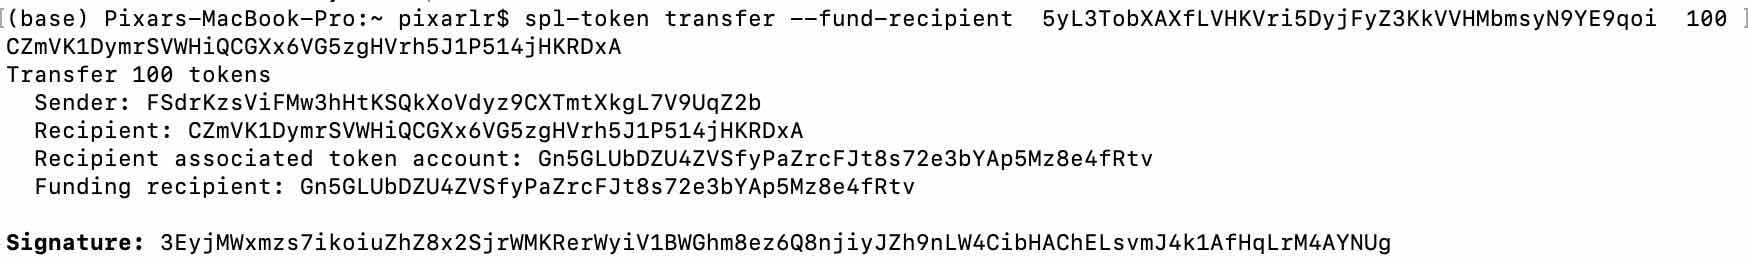 (base) Pixars-MacBook-Pro:~ pixarlr$ spl-token transfer --fund-recipient  5yL3TobXAXfLVHKVri5DyjFyZ3KkVVHMbmsyN9YE9qoi  100
CZmVK1DymrSVWHiQCGXx6VG5zgHVrh5J1P514jHKRDxA
Transfer 100 tokens
  Sender: FSdrKzsViFMw3hHtKSQkXoVdyz9CXTmtXkgL7V9UqZ2b
  Recipient: CZmVK1DymrSVWHiQCGXx6VG5zgHVrh5J1P514jHKRDxA
  Recipient associated token account: Gn5GLUbDZU4ZVSfyPaZrcFJt8s72e3bYAp5Mz8e4fRtv
  Funding recipient: Gn5GLUbDZU4ZVSfyPaZrcFJt8s72e3bYAp5Mz8e4fRtv
Signature: 3EyjMWxmzs7ikoiuZhZ8x2SjrWMKRerWyiV1BWGhm8ez6Q8njiyJZh9nLW4CibHAChELsvmJ4k1AfHqLrM4AYNUg